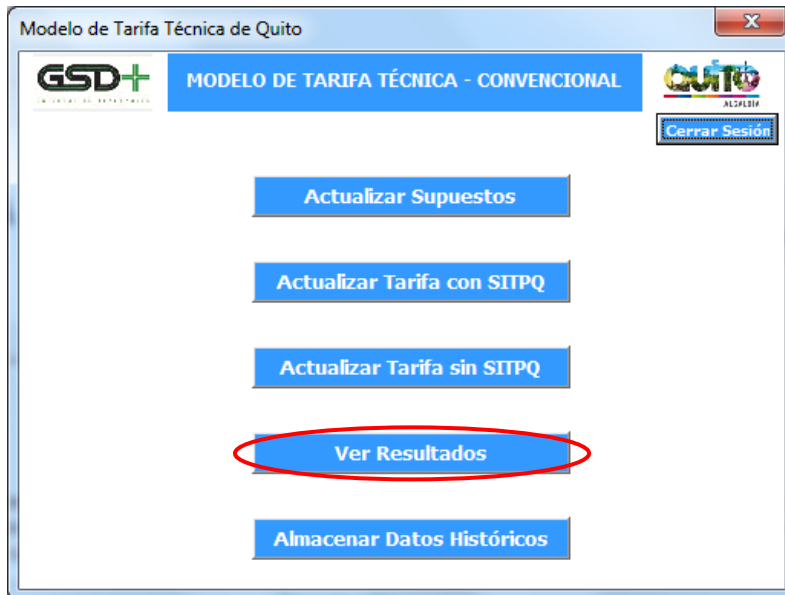 Modelo de Tarifa Técnica de Quito
GSD+
MODELO DE TARIFA TÉCNICA - CONVENCIONAL
QUITO
ALCALDÍA
Cerrar Sesión
Actualizar Supuestos
Actualizar Tarifa con SITPQ
Actualizar Tarifa sin SITPQ
Ver Resultados
Almacenar Datos Históricos